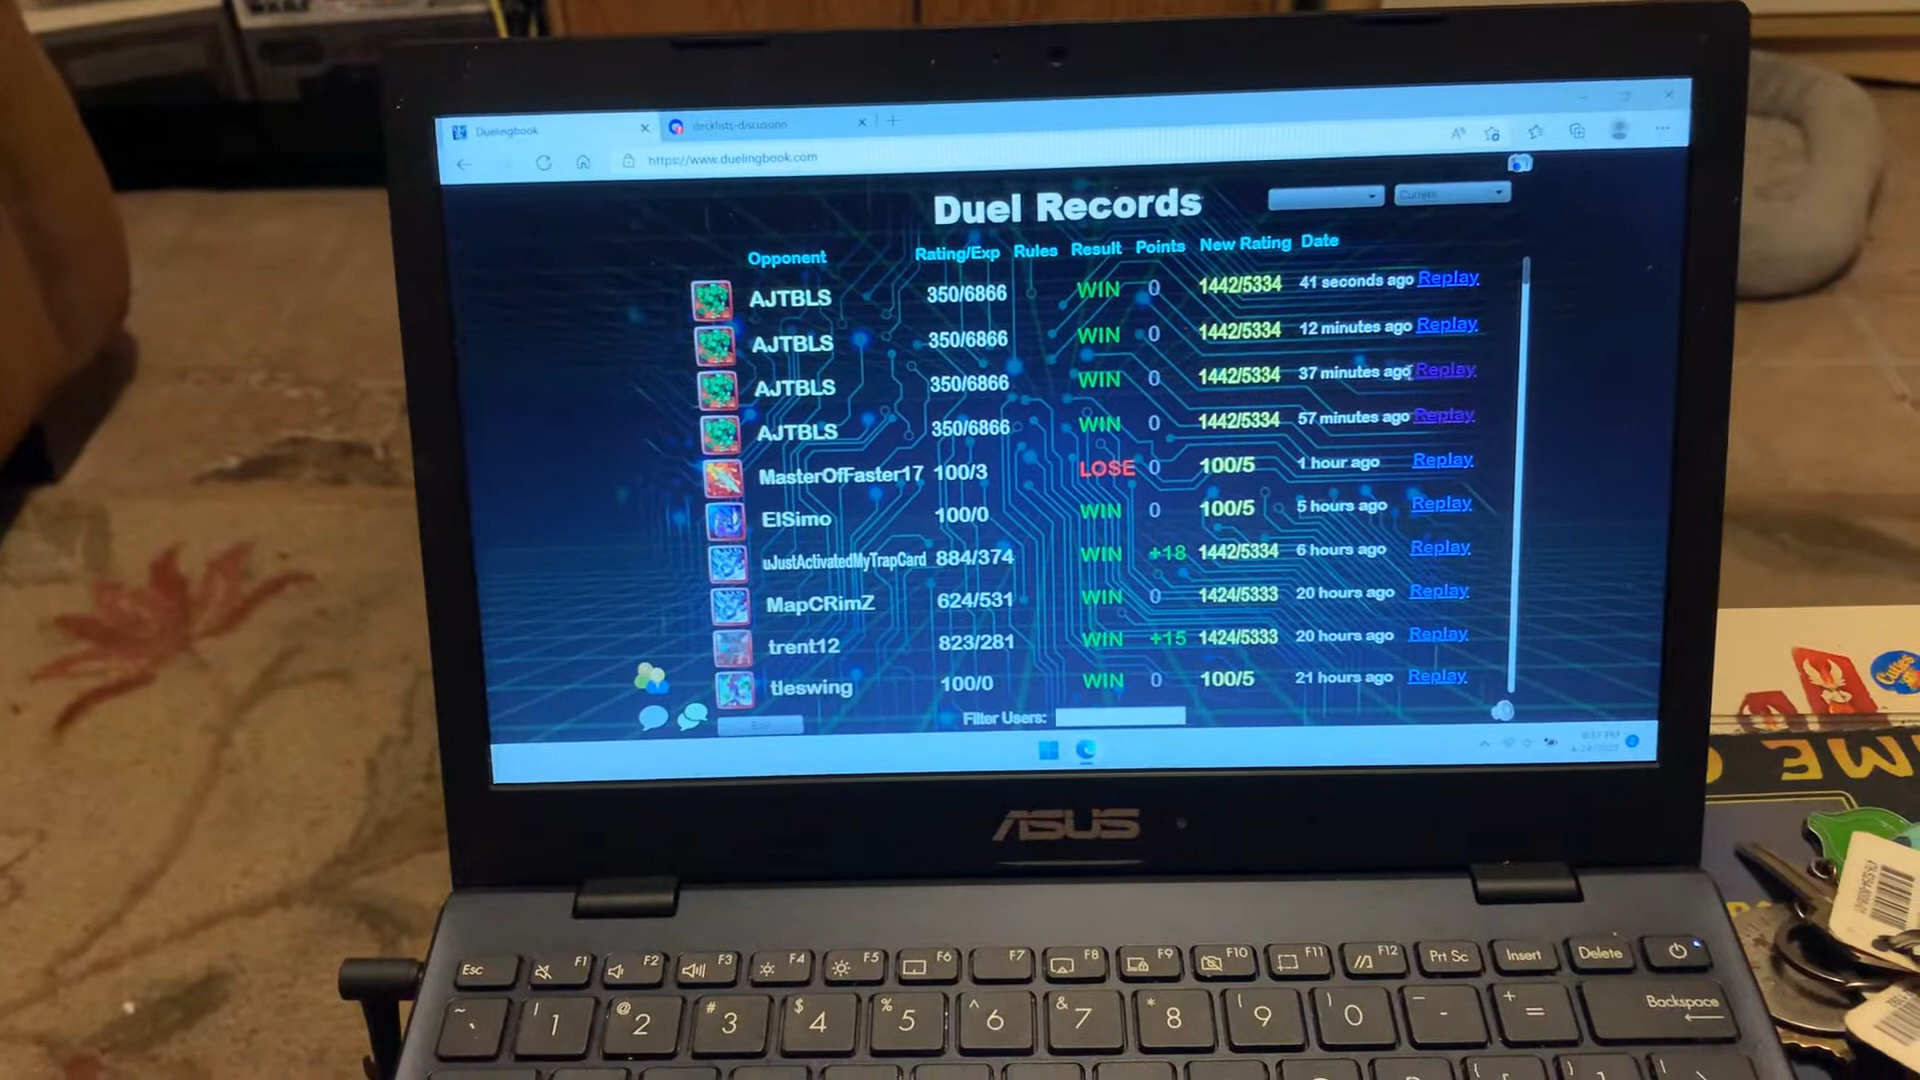 Duelingbook
decklists-discussion
https://www.duelingbook.com
Duel Records
Current
Opponent Rating/Exp Rules Result Points New Rating Date
AJTBLS 350/6866 WIN 0 1442/5334 41 seconds ago Replay
AJTBLS 350/6866 WIN 0 1442/5334 12 minutes ago Replay
AJTBLS 350/6866 WIN 0 1442/5334 37 minutes ago Replay
AJTBLS 350/6866 WIN 0 1442/5334 57 minutes ago Replay
MasterOfFaster17 100/3 LOSE 0 100/5 1 hour ago Replay
ElSimo 100/0 WIN 0 100/5 5 hours ago Replay
uJustActivatedMyTrapCard 884/374 WIN +18 1442/5334 6 hours ago Replay
MapCRimZ 624/531 WIN 0 1424/5333 20 hours ago Replay
trent12 823/281 WIN +15 1424/5333 20 hours ago Replay
tleswing 100/0 WIN 0 100/5 21 hours ago Replay
Exit
Filter Users:
ASUS
Esc F1 F2 F3 F4 F5 F6 F7 F8 F9 F10 F11 F12 Prt Sc Insert Delete
~ ` ! 1 @ 2 # 3 $ 4 % 5 ^ 6 & 7 * 8 ( 9 ) 0 - + = Backspace